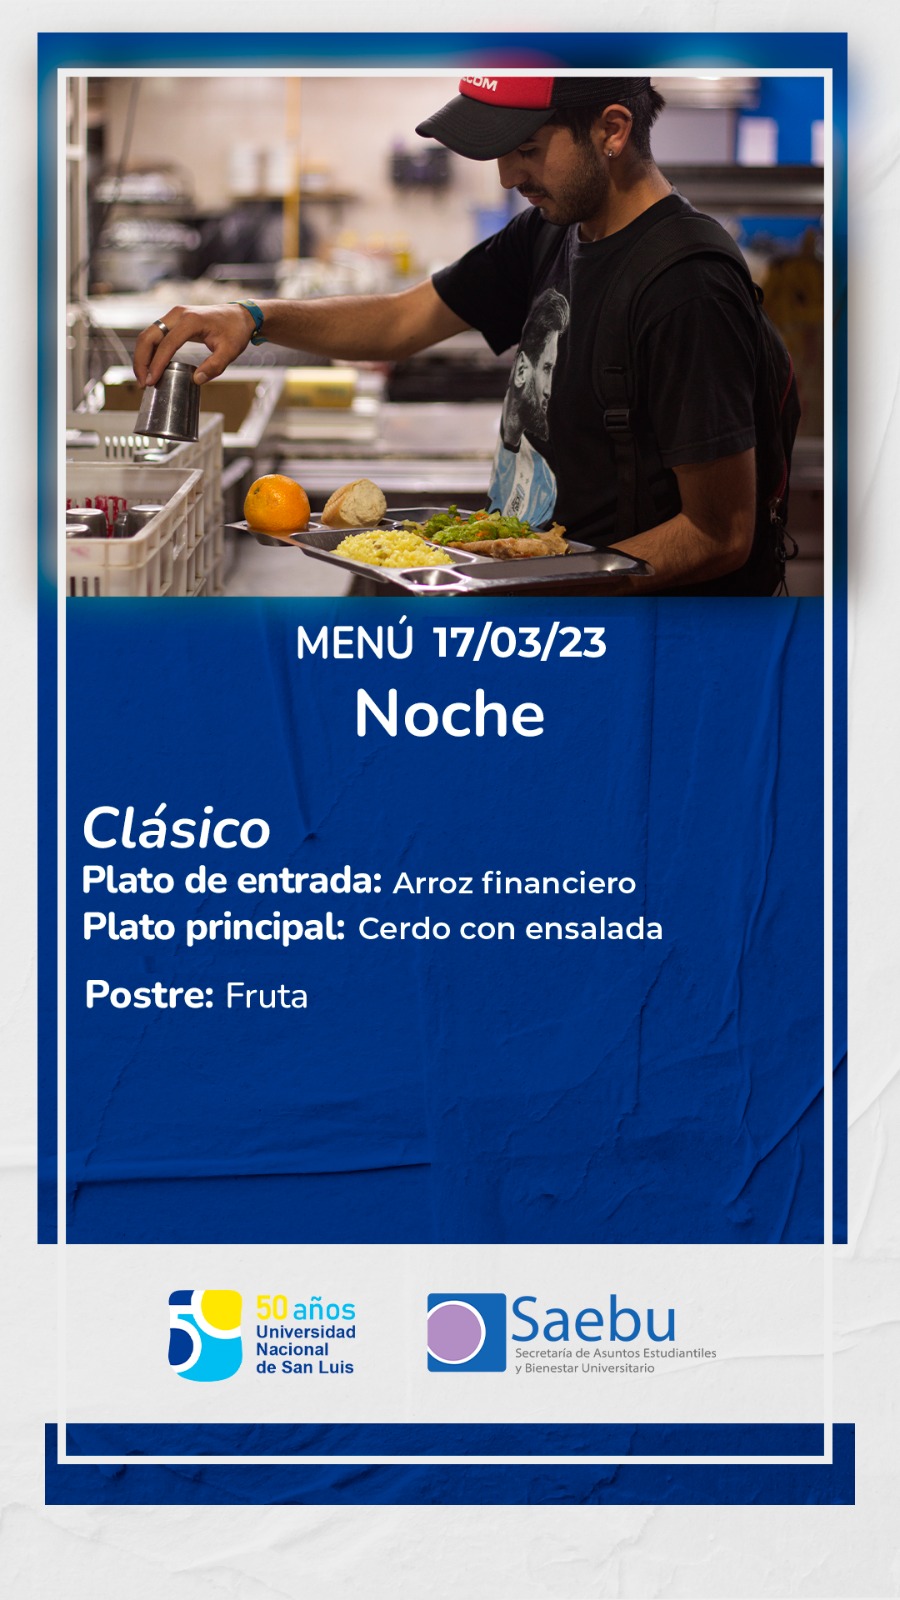 .COM
MENÚ 17/03/23
Noche
Clásico
Plato de entrada: Arroz financiero
Plato principal: Cerdo con ensalada
Postre: Fruta
50 años
Universidad
Nacional
de San Luis
Saebu
Secretaría de Asuntos Estudiantiles
y Bienestar Universitario